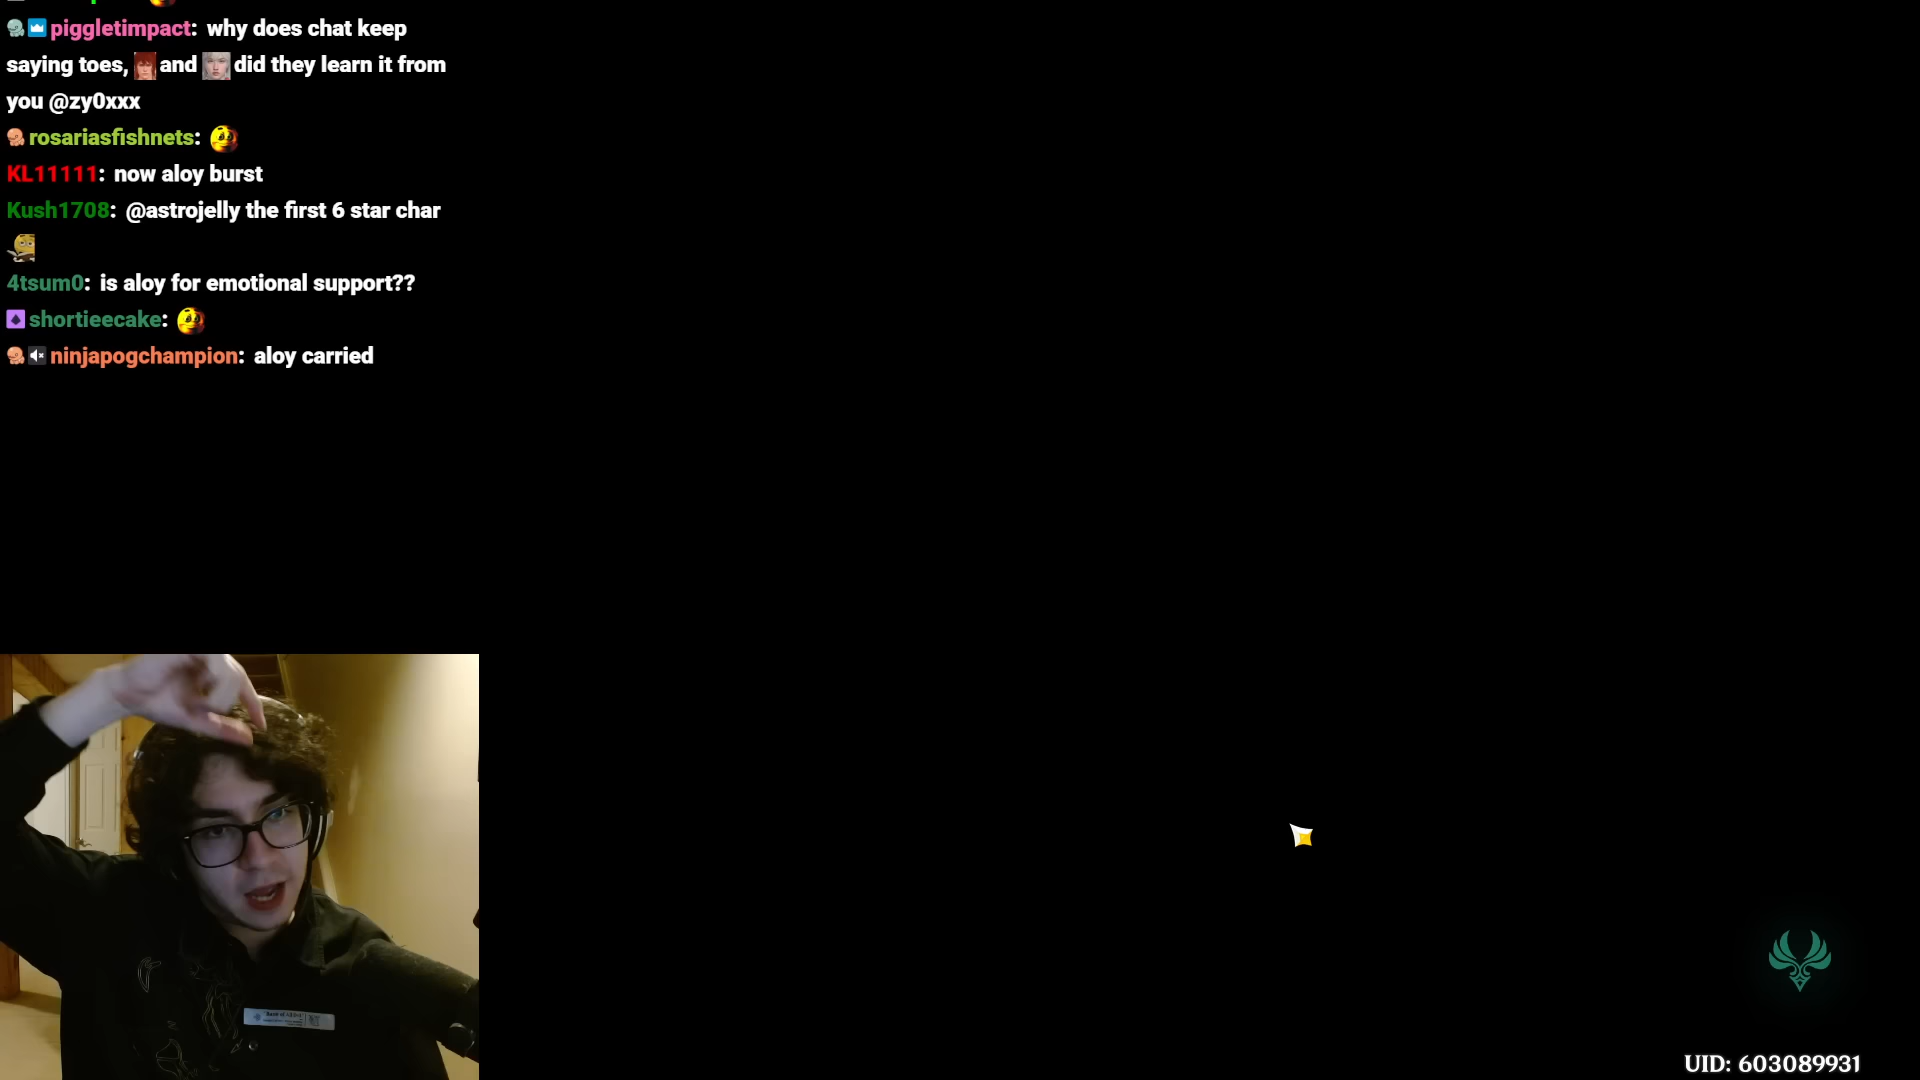 piggletimpact: why does chat keep
saying toes, and did they learn it from
you @zy0xxx
rosariasfishnets:
KL11111: now aloy burst
Kush1708: @astrojelly the first 6 star char
4tsum0: is aloy for emotional support??
shortieecake:
ninjapogchampion: aloy carried
UID: 603089931